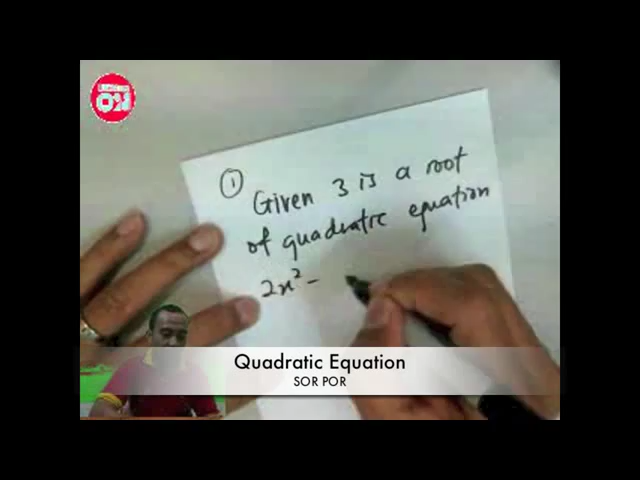 ①
Given 3 is a root
of quadratic equation
2x² –
Quadratic Equation
SOR POR